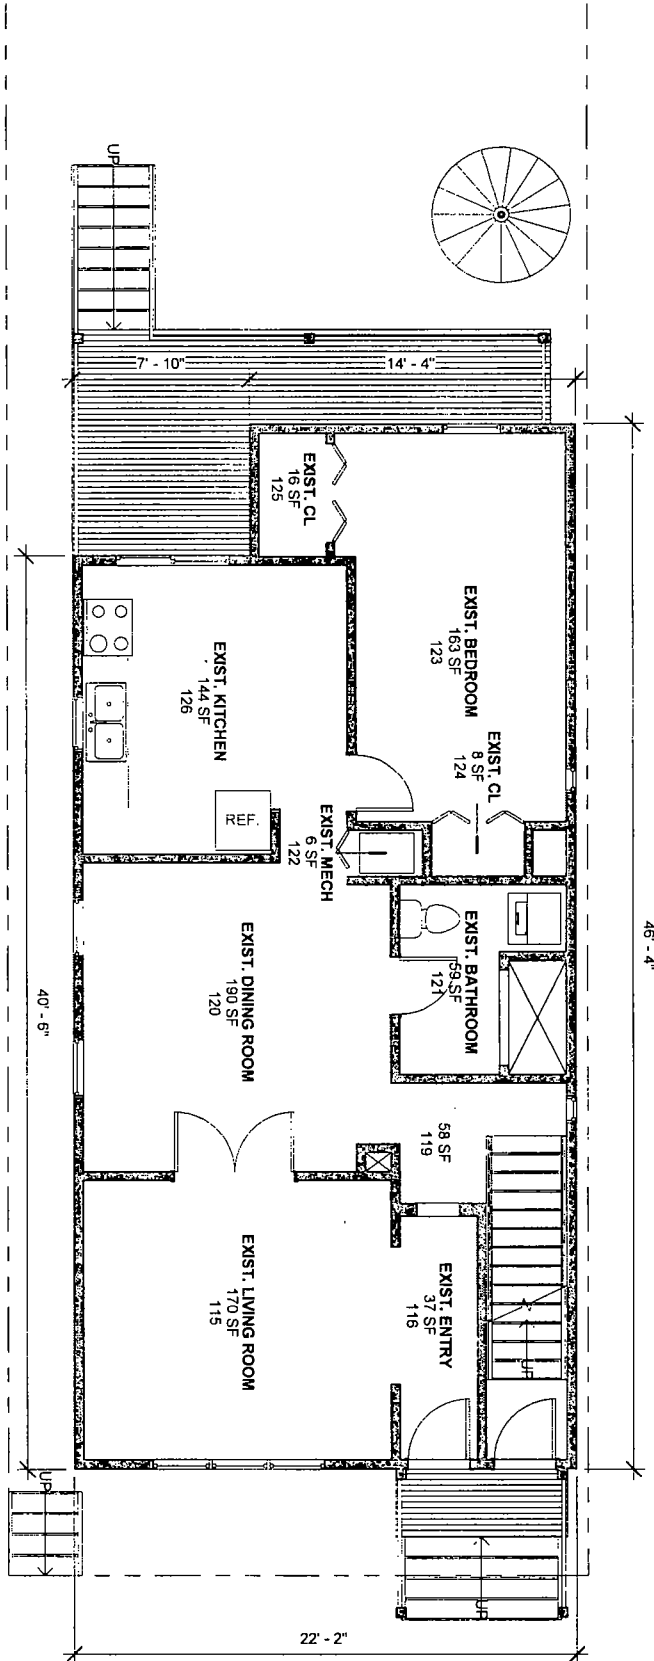 UP
7' - 10"
14' - 4"
EXIST. CL
16 SF
125
EXIST. BEDROOM
163 SF
123
EXIST. KITCHEN
144 SF
126
EXIST. CL
8 SF
124
REF.
EXIST. MECH
6 SF
122
EXIST. BATHROOM
59 SF
121
46' - 4"
EXIST. DINING ROOM
190 SF
120
40' - 6"
58 SF
119
EXIST. LIVING ROOM
170 SF
115
EXIST. ENTRY
37 SF
116
UP
UP
UP
22' - 2"